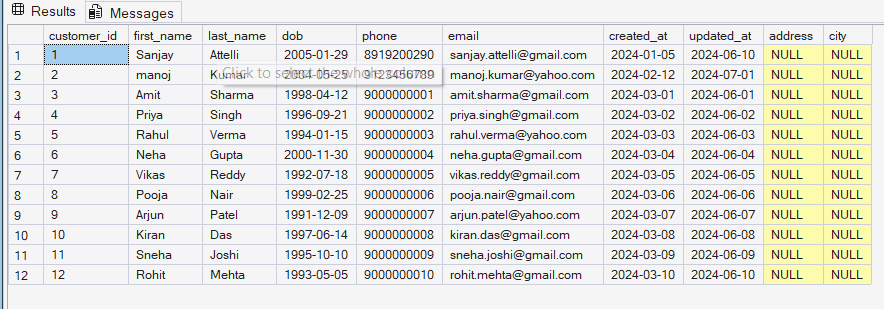 Results Messages
customer_id first_name last_name dob phone email created_at updated_at address city
1 1 Sanjay Attelli 2005-01-29 8919200290 sanjay.attelli@gmail.com 2024-01-05 2024-06-10 NULL NULL
2 2 manoj Kumar 2004-05-25 9123456789 manoj.kumar@yahoo.com 2024-02-12 2024-07-01 NULL NULL
Click to select the whole
3 3 Amit Sharma 1998-04-12 9000000001 amit.sharma@gmail.com 2024-03-01 2024-06-01 NULL NULL
4 4 Priya Singh 1996-09-21 9000000002 priya.singh@gmail.com 2024-03-02 2024-06-02 NULL NULL
5 5 Rahul Verma 1994-01-15 9000000003 rahul.verma@yahoo.com 2024-03-03 2024-06-03 NULL NULL
6 6 Neha Gupta 2000-11-30 9000000004 neha.gupta@gmail.com 2024-03-04 2024-06-04 NULL NULL
7 7 Vikas Reddy 1992-07-18 9000000005 vikas.reddy@gmail.com 2024-03-05 2024-06-05 NULL NULL
8 8 Pooja Nair 1999-02-25 9000000006 pooja.nair@gmail.com 2024-03-06 2024-06-06 NULL NULL
9 9 Arjun Patel 1991-12-09 9000000007 arjun.patel@yahoo.com 2024-03-07 2024-06-07 NULL NULL
10 10 Kiran Das 1997-06-14 9000000008 kiran.das@gmail.com 2024-03-08 2024-06-08 NULL NULL
11 11 Sneha Joshi 1995-10-10 9000000009 sneha.joshi@gmail.com 2024-03-09 2024-06-09 NULL NULL
12 12 Rohit Mehta 1993-05-05 9000000010 rohit.mehta@gmail.com 2024-03-10 2024-06-10 NULL NULL